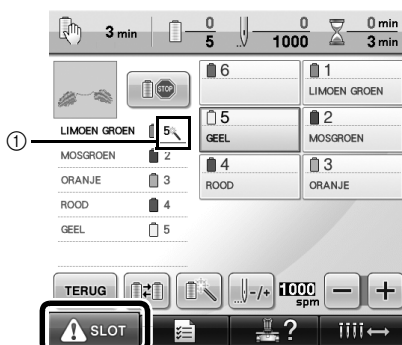 3 min 0 5 0 1000 0 min 3 min
6 1
LIMOEN GROEN
5 2
GEEL MOSGROEN
4 3
ROOD ORANJE
STOP
1 LIMOEN GROEN 5
MOSGROEN 2
ORANJE 3
ROOD 4
GEEL 5
TERUG -/+ 1000 spm - +
SLOT ?